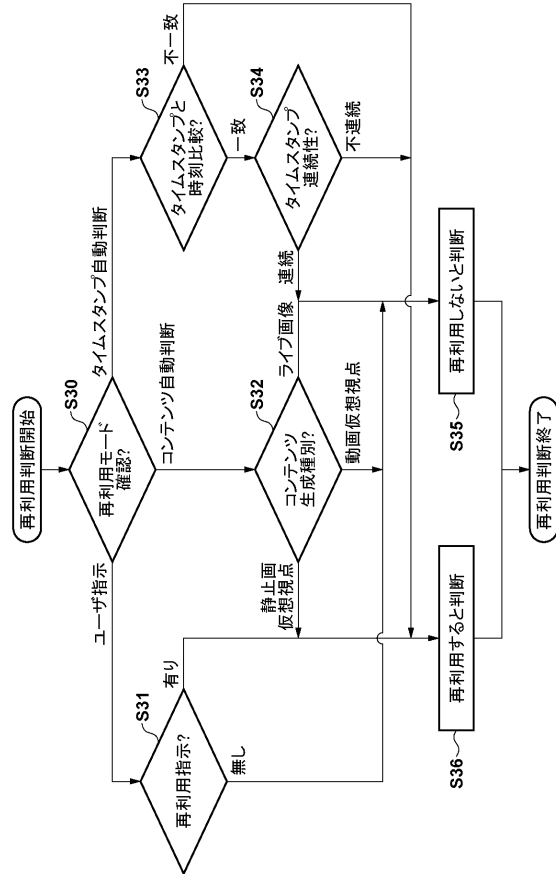 再利用判断開始
S30
再利用モード
確認?
ユーザ指示
コンテンツ自動判断
タイムスタンプ自動判断
S31
再利用指示?
有り
無し
S32
コンテンツ
生成種別?
静止画
仮想視点
ライブ画像
動画仮想視点
S33
タイムスタンプと
時刻比較?
不一致
一致
S34
タイムスタンプ
連続性?
連続
不連続
再利用すると判断
S36
再利用しないと判断
S35
再利用判断終了